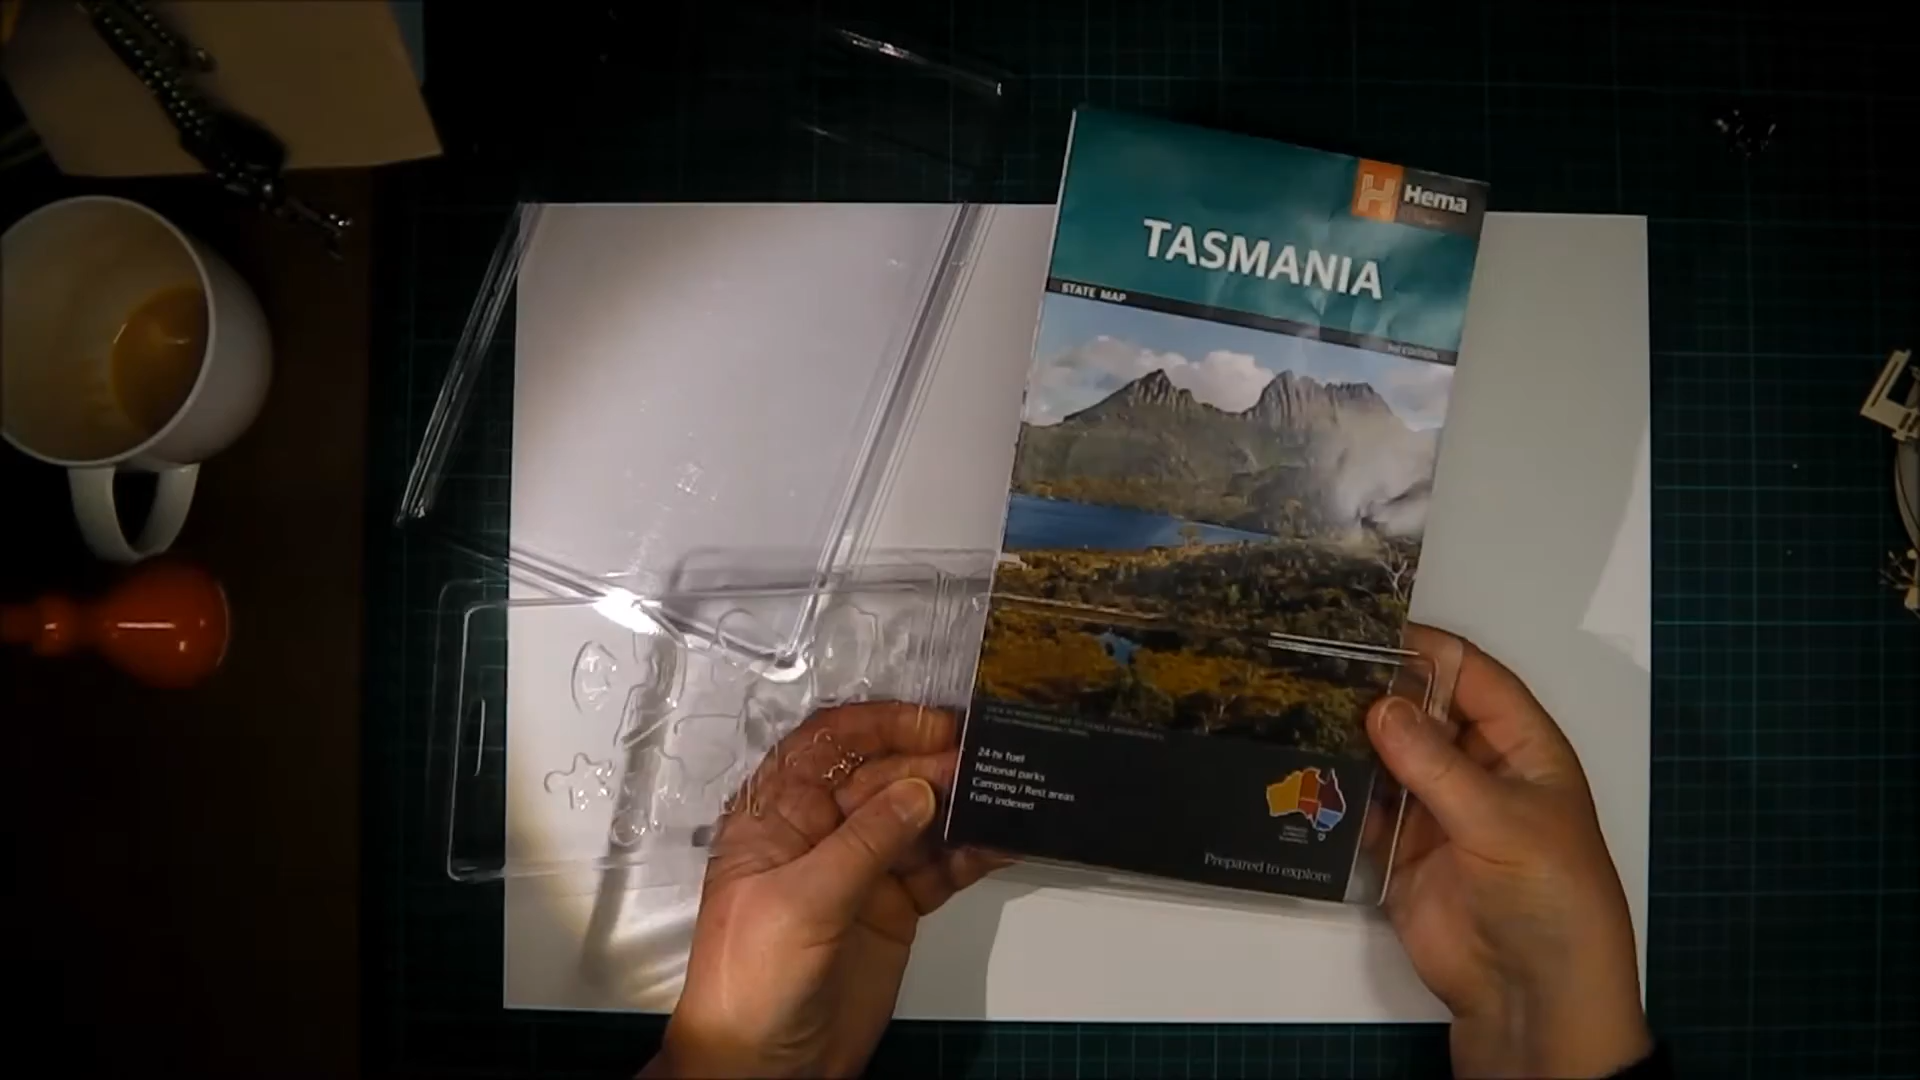 Hema
TASMANIA
STATE MAP
24-hr fuel
National parks
Camping / Rest areas
Fully indexed
Prepared to explore